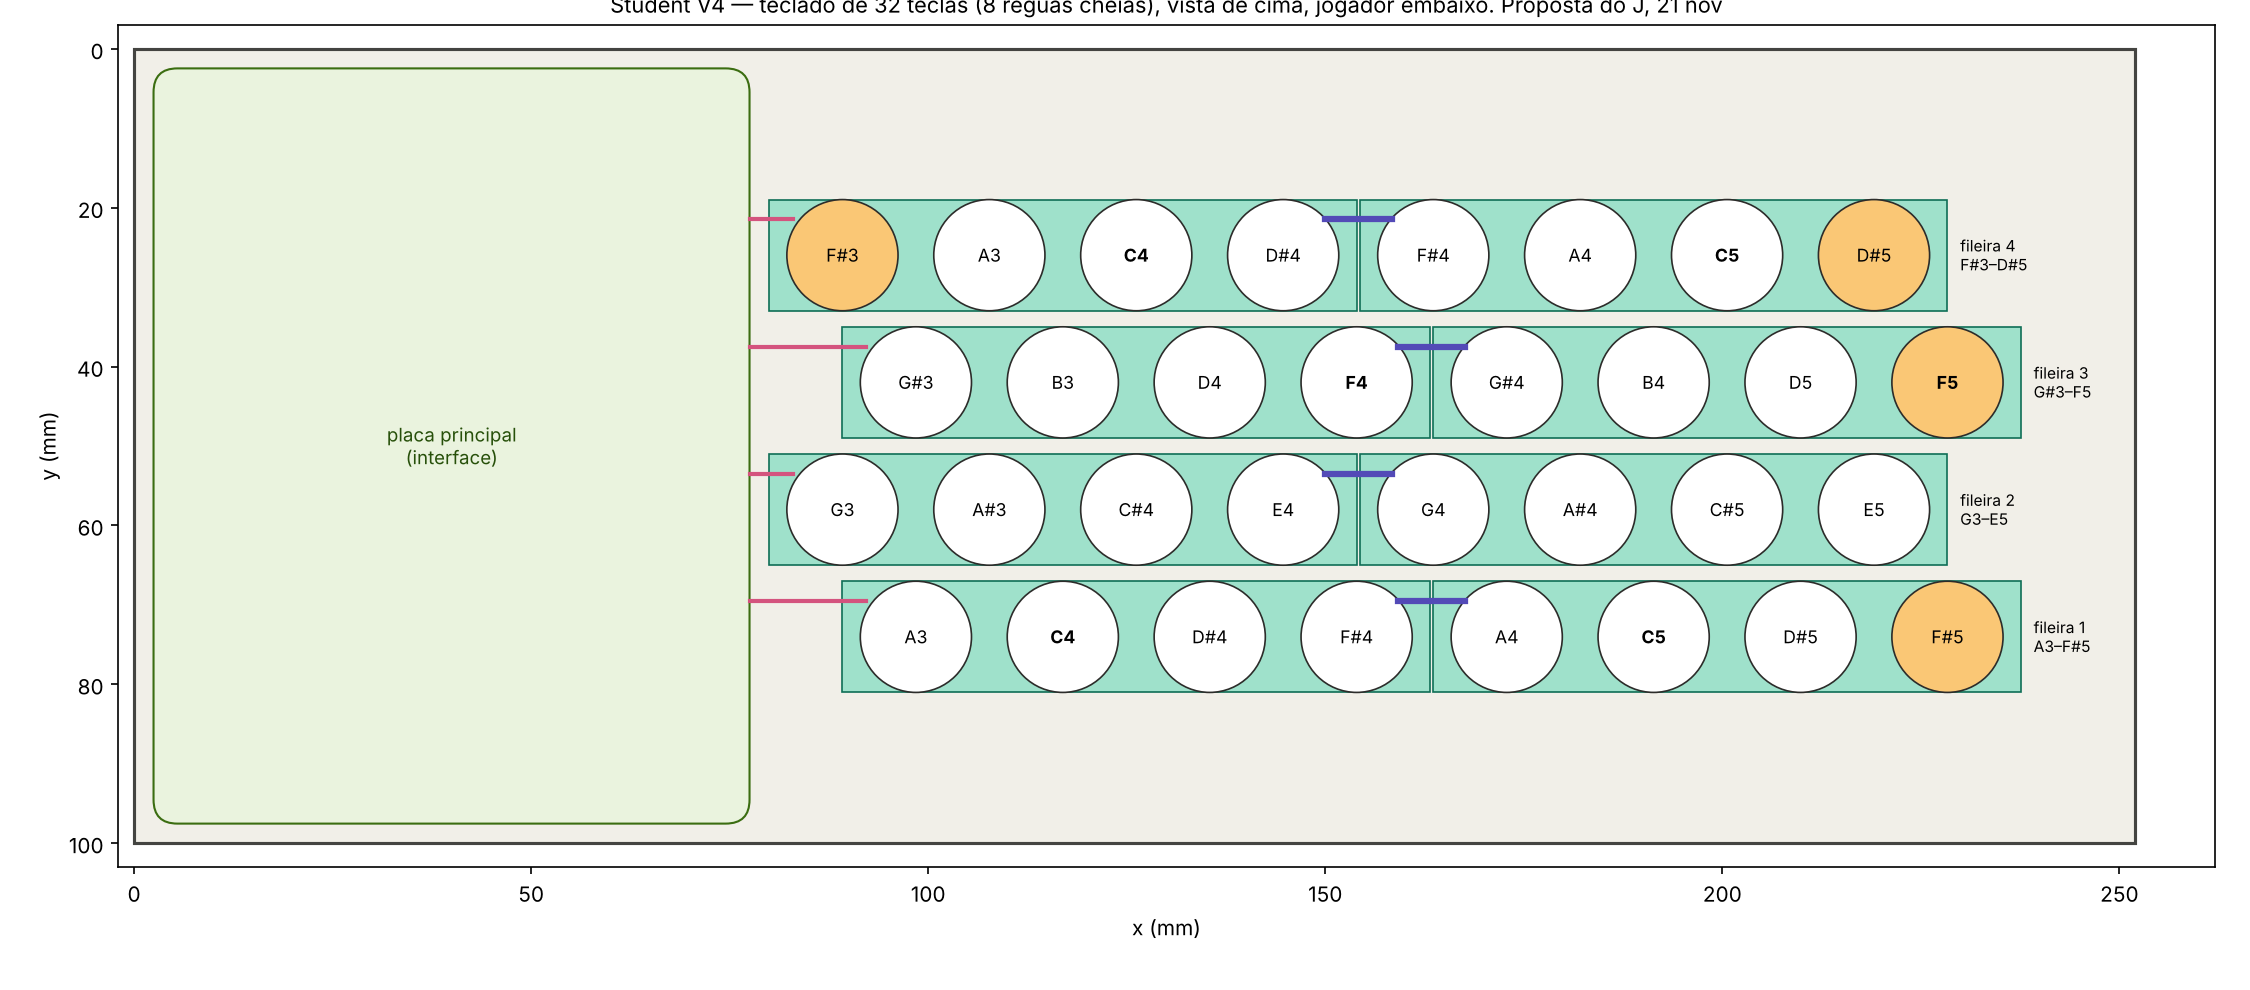 Student V4 — teclado de 32 teclas (8 réguas cheias), vista de cima, jogador embaixo. Proposta do J, 21 nov
0
20
40
60
80
100
y (mm)
placa principal
(interface)
F#3 A3 C4 D#4 F#4 A4 C5 D#5
fileira 4
F#3–D#5
G#3 B3 D4 F4 G#4 B4 D5 F5
fileira 3
G#3–F5
G3 A#3 C#4 E4 G4 A#4 C#5 E5
fileira 2
G3–E5
A3 C4 D#4 F#4 A4 C5 D#5 F#5
fileira 1
A3–F#5
0 50 100 150 200 250
x (mm)